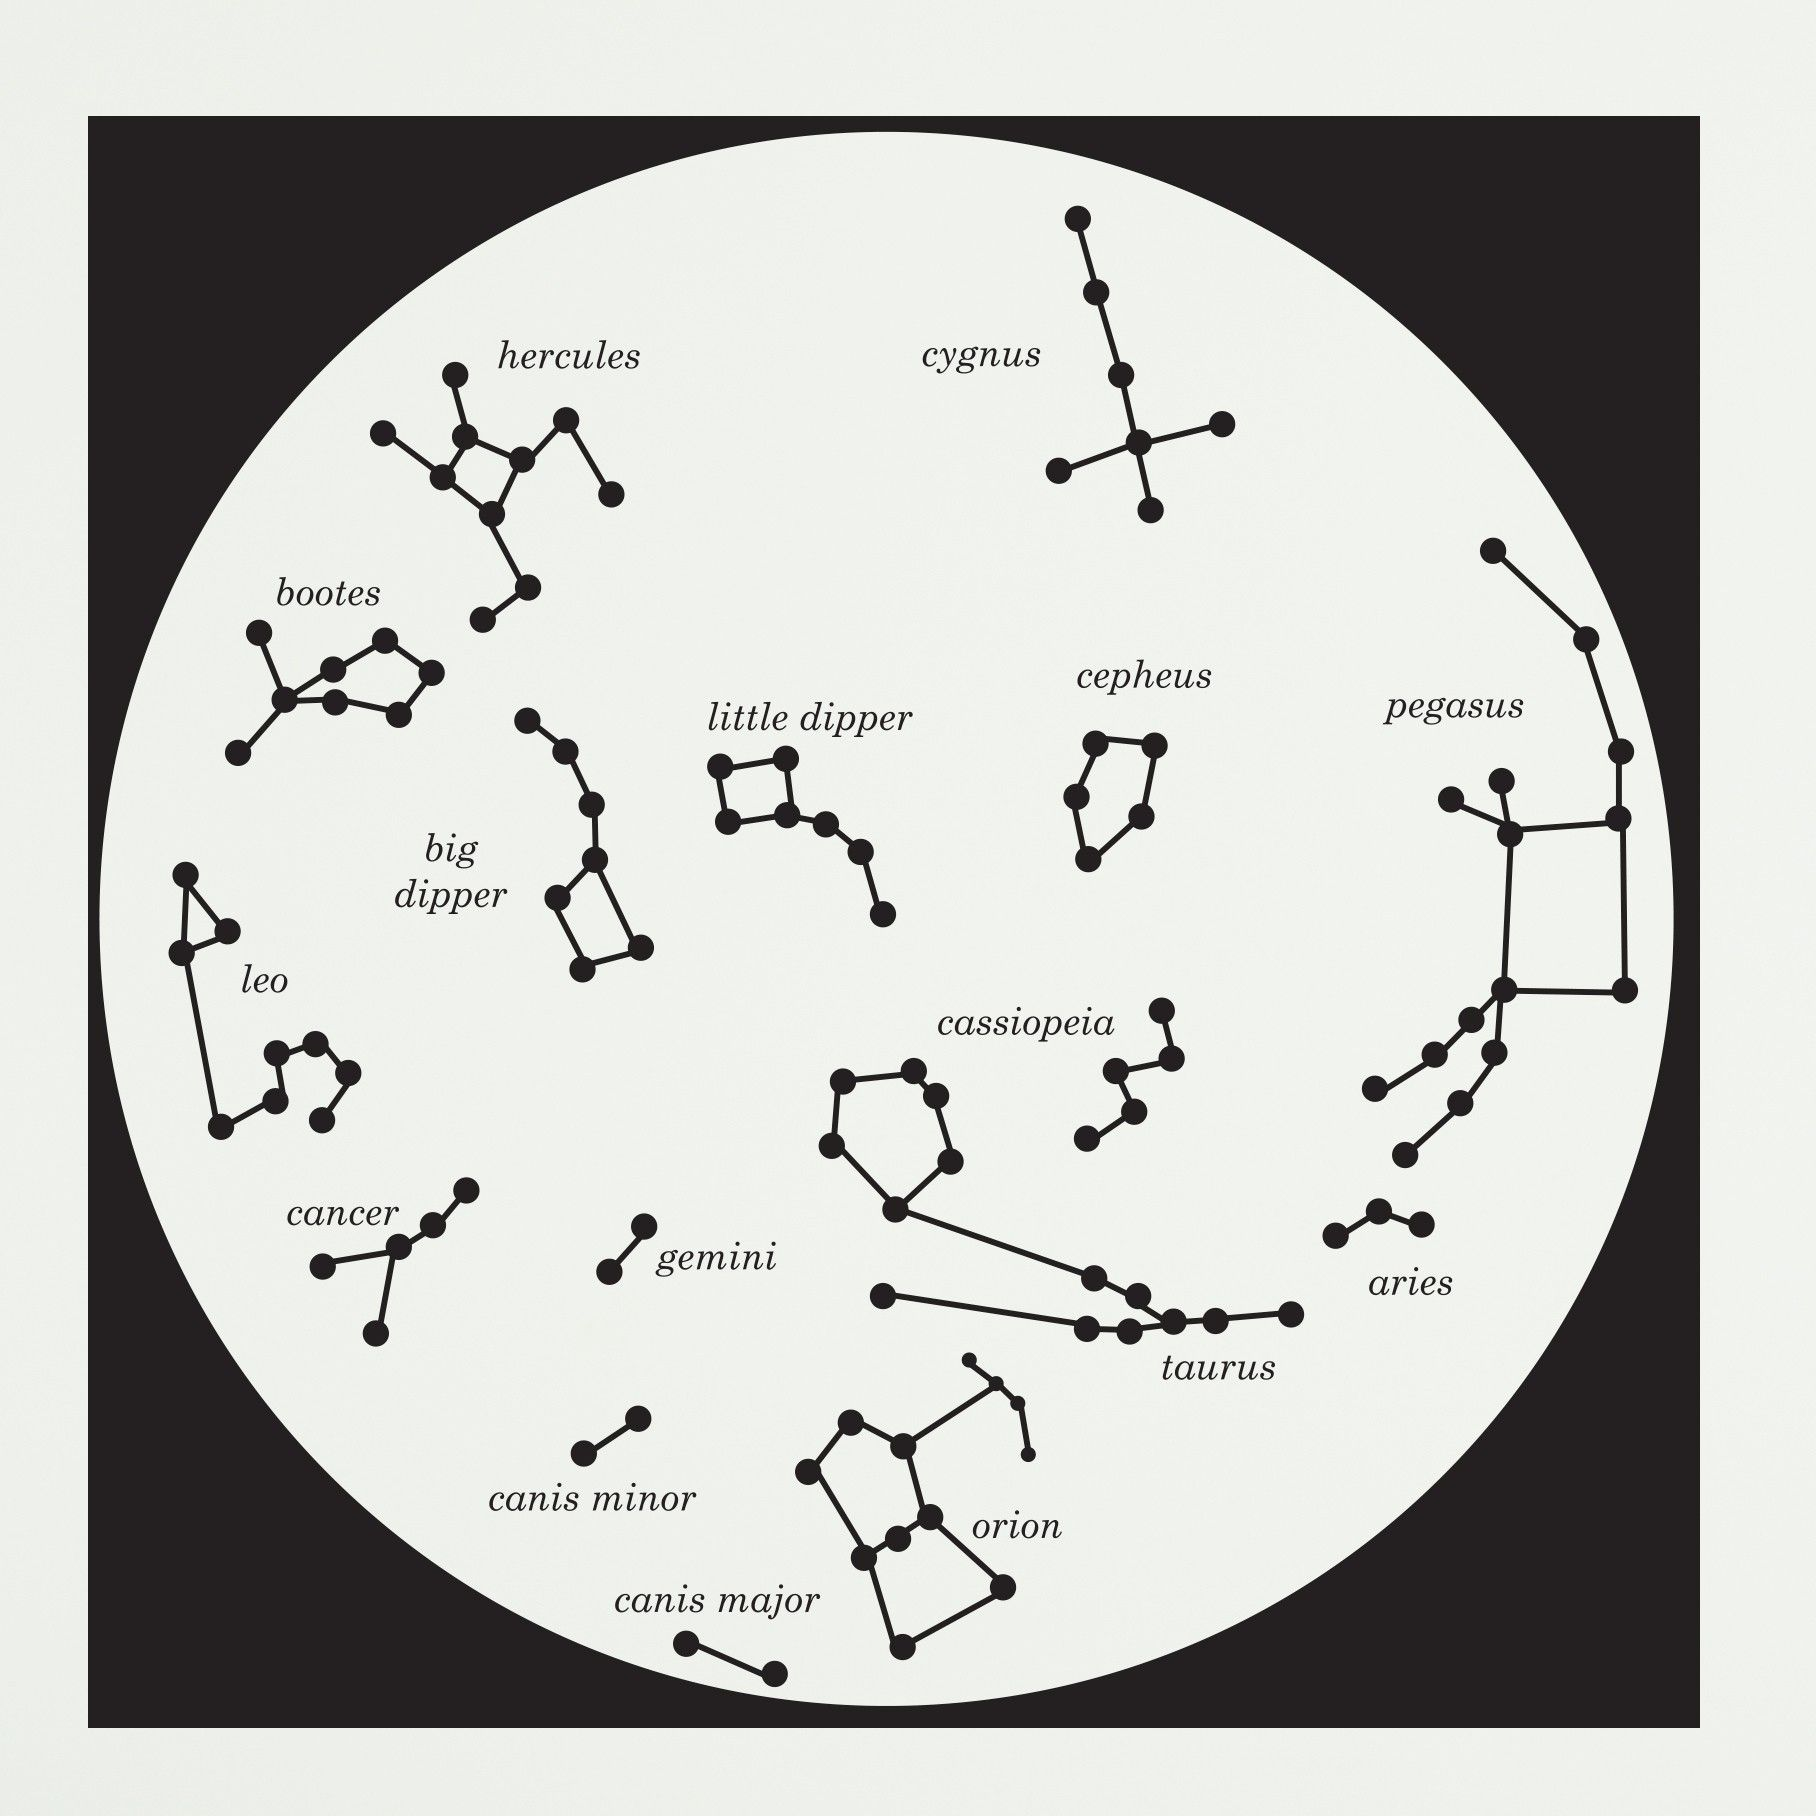 hercules
cygnus
bootes
cepheus
pegasus
little dipper
big
dipper
leo
cassiopeia
cancer
gemini
aries
taurus
canis minor
orion
canis major